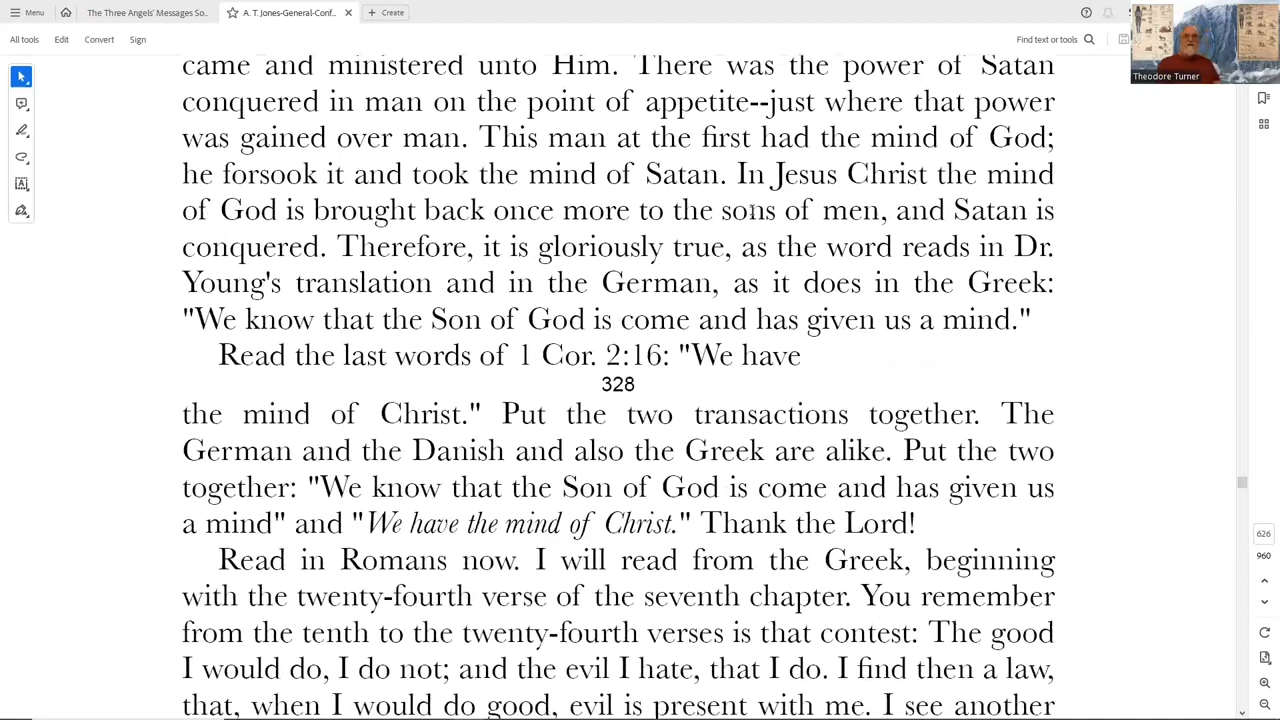 Menu
The Three Angels' Messages So...
A. T. Jones-General-Conf...
Create
All tools
Edit
Convert
Sign
Find text or tools
Theodore Turner
came and ministered unto Him. There was the power of Satan
conquered in man on the point of appetite--just where that power
was gained over man. This man at the first had the mind of God;
he forsook it and took the mind of Satan. In Jesus Christ the mind
of God is brought back once more to the sons of men, and Satan is
conquered. Therefore, it is gloriously true, as the word reads in Dr.
Young's translation and in the German, as it does in the Greek:
"We know that the Son of God is come and has given us a mind."
Read the last words of 1 Cor. 2:16: "We have
328
the mind of Christ." Put the two transactions together. The
German and the Danish and also the Greek are alike. Put the two
together: "We know that the Son of God is come and has given us
a mind" and "We have the mind of Christ." Thank the Lord!
Read in Romans now. I will read from the Greek, beginning
with the twenty-fourth verse of the seventh chapter. You remember
from the tenth to the twenty-fourth verses is that contest: The good
I would do, I do not; and the evil I hate, that I do. I find then a law,
that, when I would do good, evil is present with me. I see another
626
960